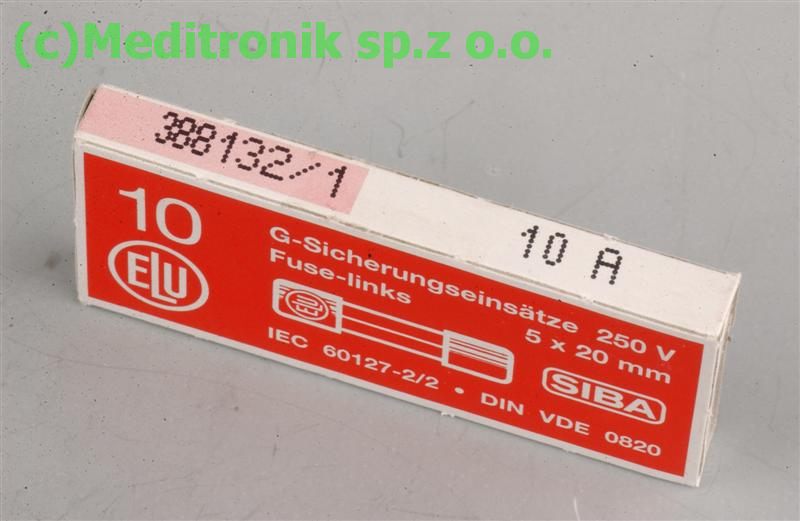 (c)Meditronik sp.z o.o.
388132/1
10 A
10
ELU
G-Sicherungseinsätze 250 V
Fuse-links 5 x 20 mm
ELU
SIBA
IEC 60127-2/2 • DIN VDE 0820